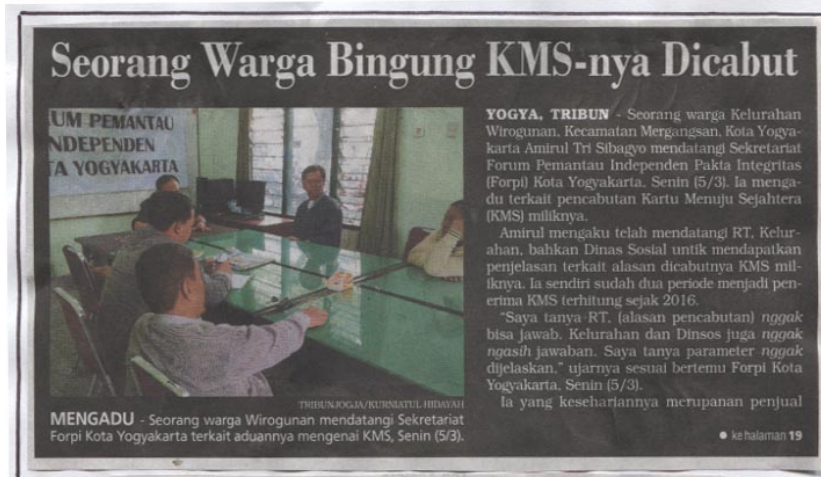 Seorang Warga Bingung KMS-nya Dicabut
UM PEMANTAU
NDEPENDEN
TA YOGYAKARTA
TRIBUNJOGJA/KURNIATUL HIDAYAH
MENGADU - Seorang warga Wirogunan mendatangi Sekretariat
Forpi Kota Yogyakarta terkait aduannya mengenai KMS, Senin (5/3).
YOGYA, TRIBUN - Seorang warga Kelurahan
Wirogunan, Kecamatan Mergangsan, Kota Yogya-
karta Amirul Tri Sibagyo mendatangi Sekretariat
Forum Pemantau Independen Pakta Integritas
(Forpi) Kota Yogyakarta, Senin (5/3). Ia menga-
du terkait pencabutan Kartu Menuju Sejahtera
(KMS) miliknya.
Amirul mengaku telah mendatangi RT, Kelur-
ahan, bahkan Dinas Sosial untik mendapatkan
penjelasan terkait alasan dicabutnya KMS mil-
iknya. Ia sendiri sudah dua periode menjadi pen-
erima KMS terhitung sejak 2016.
"Saya tanya RT, (alasan pencabutan) nggak
bisa jawab. Kelurahan dan Dinsos juga nggak
ngasih jawaban. Saya tanya parameter nggak
dijelaskan," ujarnya sesuai bertemu Forpi Kota
Yogyakarta, Senin (5/3).
Ia yang kesehariannya merupanan penjual
● ke halaman 19